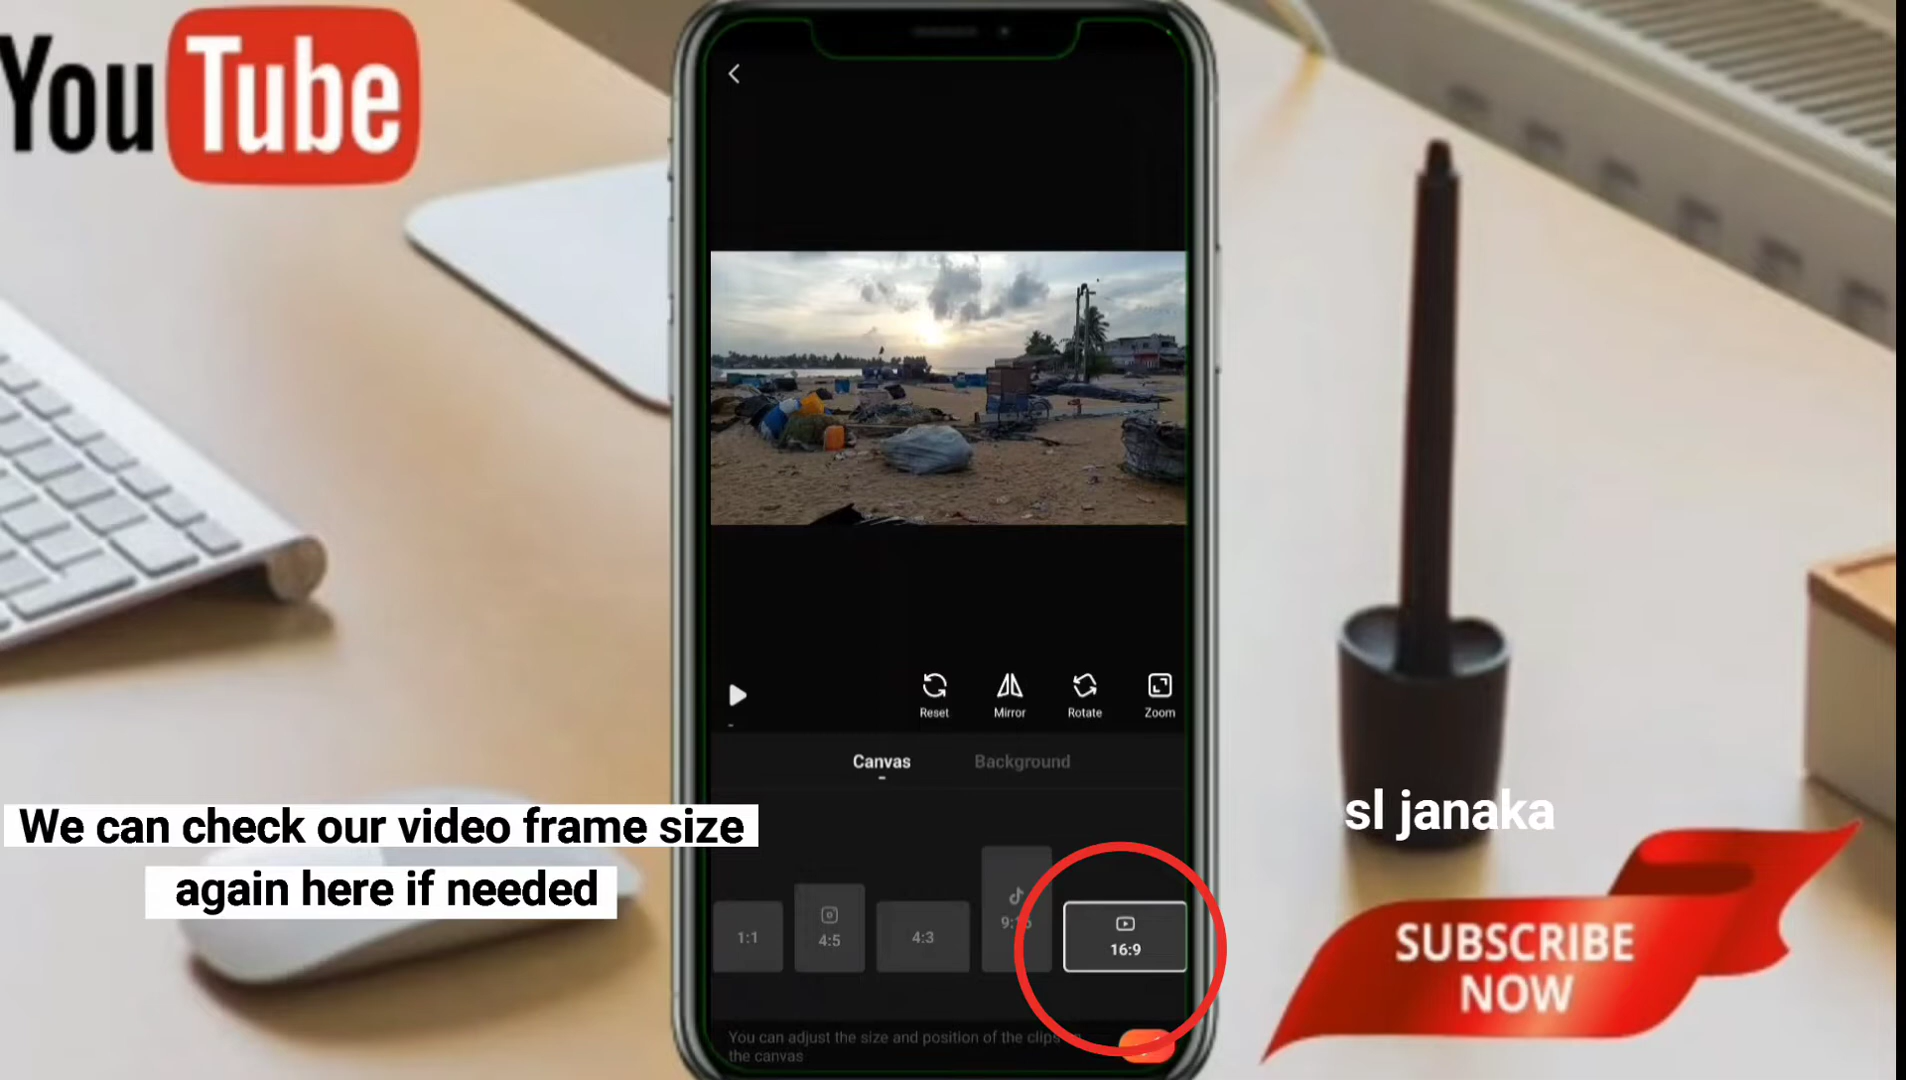 YouTube
Reset
Mirror
Rotate
Zoom
Canvas
Background
We can check our video frame size
again here if needed
sl janaka
1:1
4:5
4:3
9:16
16:9
SUBSCRIBE
NOW
You can adjust the size and position of the clips
the canvas